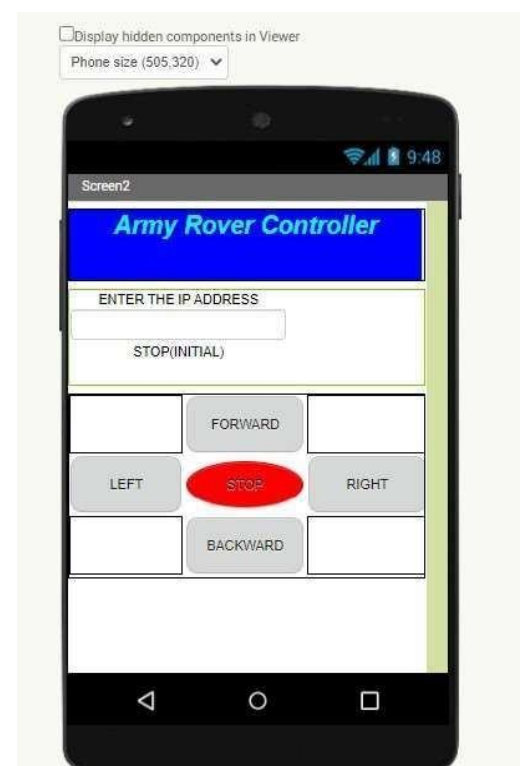 Display hidden components in Viewer
Phone size (505,320)
9:48
Screen2
Army Rover Controller
ENTER THE IP ADDRESS
STOP(INITIAL)
FORWARD
LEFT STOP RIGHT
BACKWARD